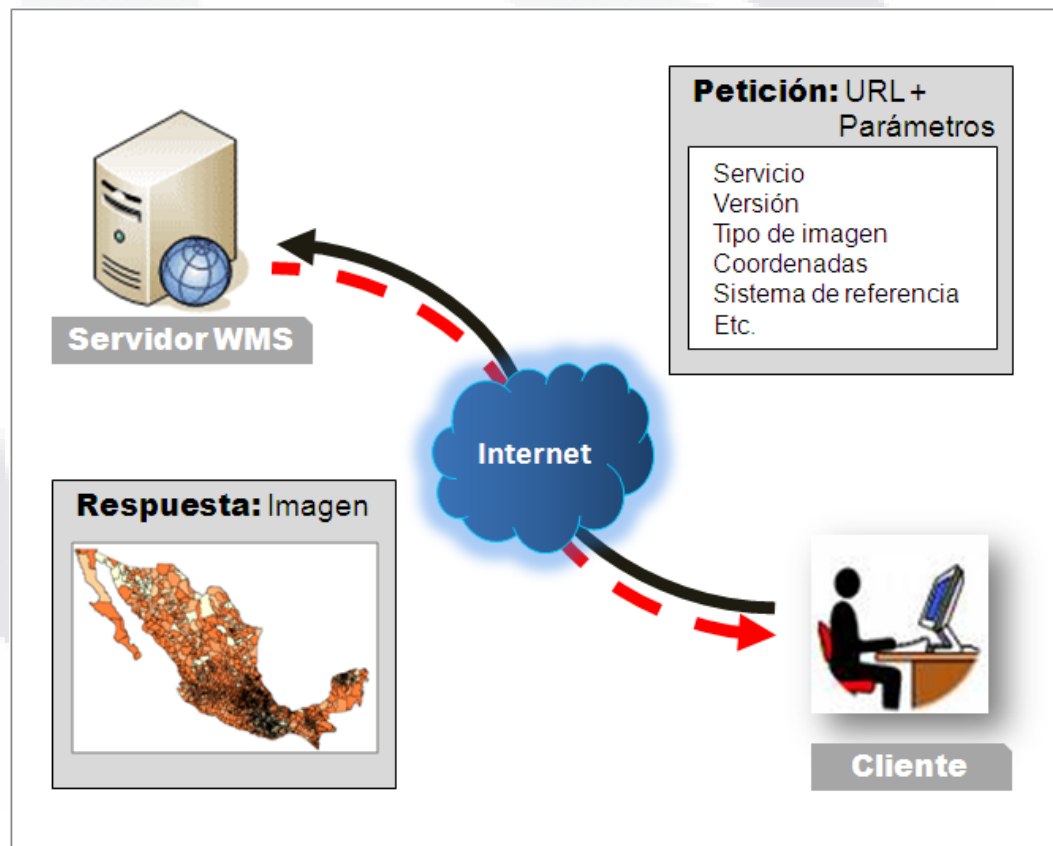 Petición: URL +
Parámetros
Servicio
Versión
Tipo de imagen
Coordenadas
Sistema de referencia
Etc.
Servidor WMS
Internet
Respuesta: Imagen
Cliente